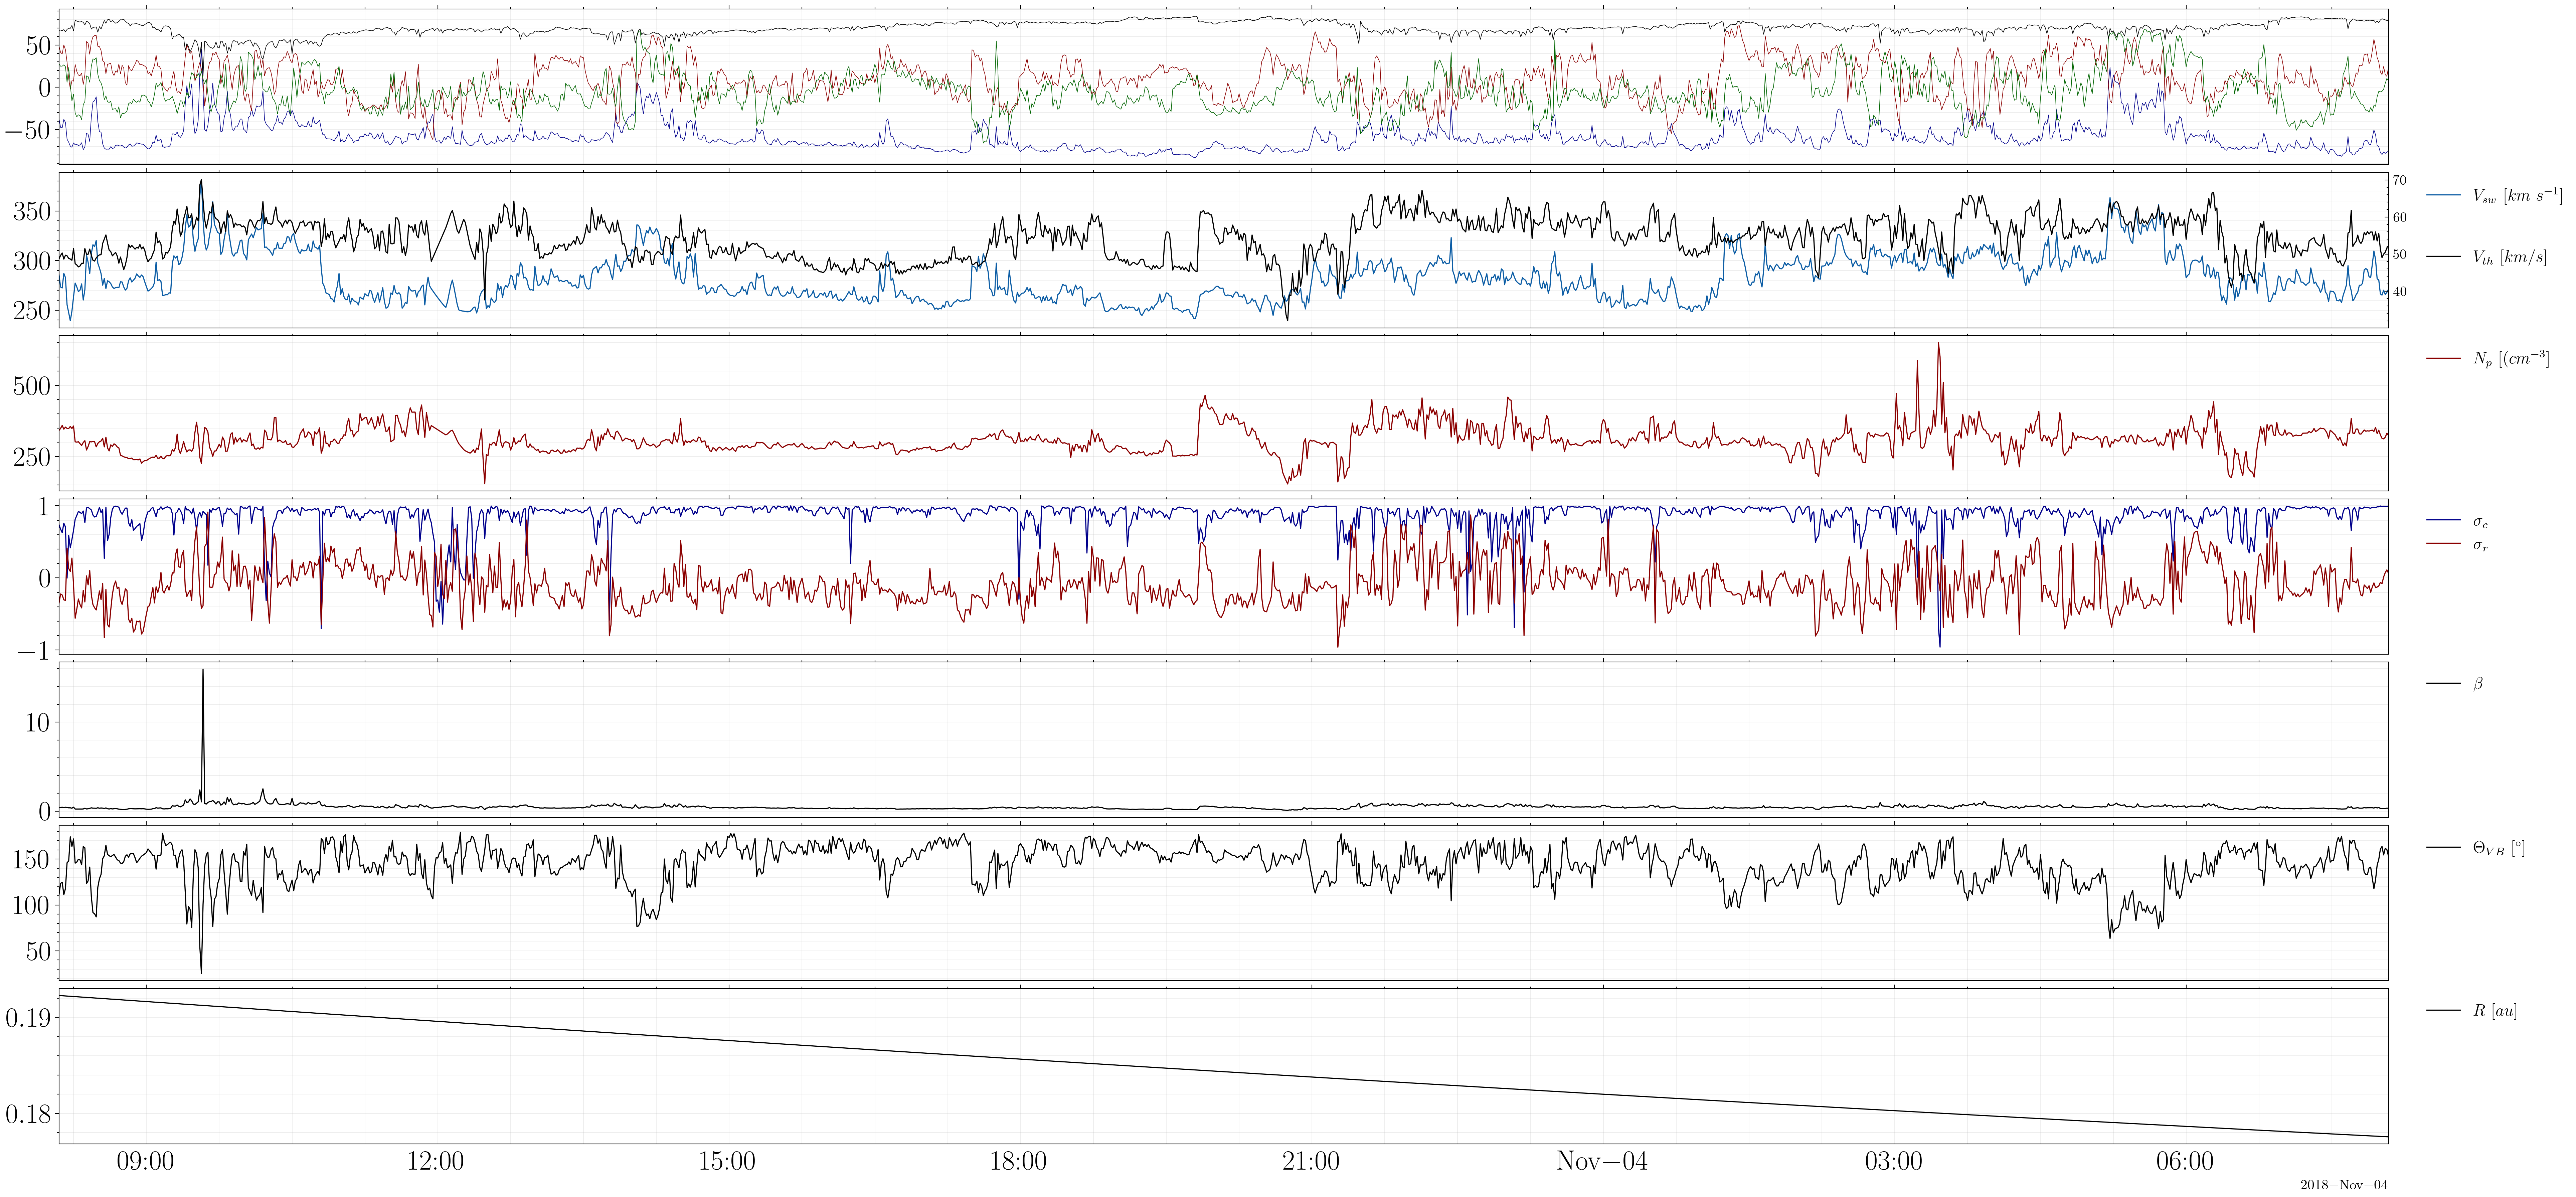 50
0
−50
350
300
250
70
60
50
40
V_sw [km s^−1]
V_th [km/s]
500
250
N_p [(cm^−3]
1
0
−1
σ_c
σ_r
10
0
β
150
100
50
Θ_VB [°]
0.19
0.18
R [au]
09:00 12:00 15:00 18:00 21:00 Nov−04 03:00 06:00
2018−Nov−04